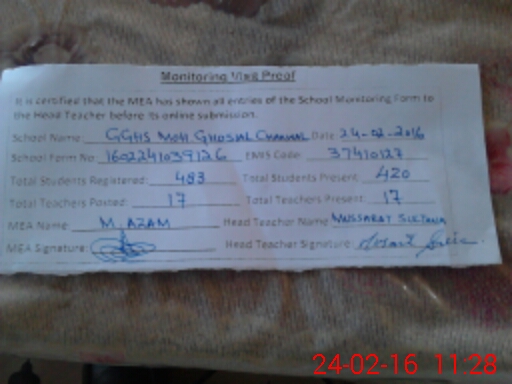 Monitoring Visit Proof
It is certified that the MEA has shown all entries of the School Monitoring Form to
the Head Teacher before its online submission.
School Name: GGHS MOH GHOSIAL CHAKWAL Date 24-02-2016
School Form No 1602241039126 EMIS Code: 37410127
Total Students Registered: 483 Total Students Present 420
Total Teachers Posted: 17 Total Teachers Present: 17
MEA Name M. AZAM Head Teacher Name MUSSARAT SULTANA
MEA Signature: Head Teacher Signature:
24-02-16 11:28